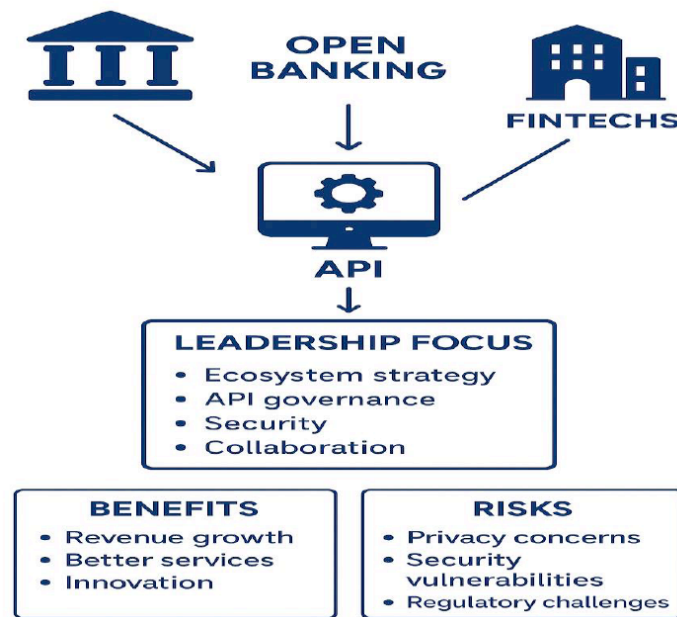 OPEN
BANKING
FINTECHS
API
LEADERSHIP FOCUS
• Ecosystem strategy
• API governance
• Security
• Collaboration
BENEFITS
• Revenue growth
• Better services
• Innovation
RISKS
• Privacy concerns
• Security
vulnerabilities
• Regulatory challenges